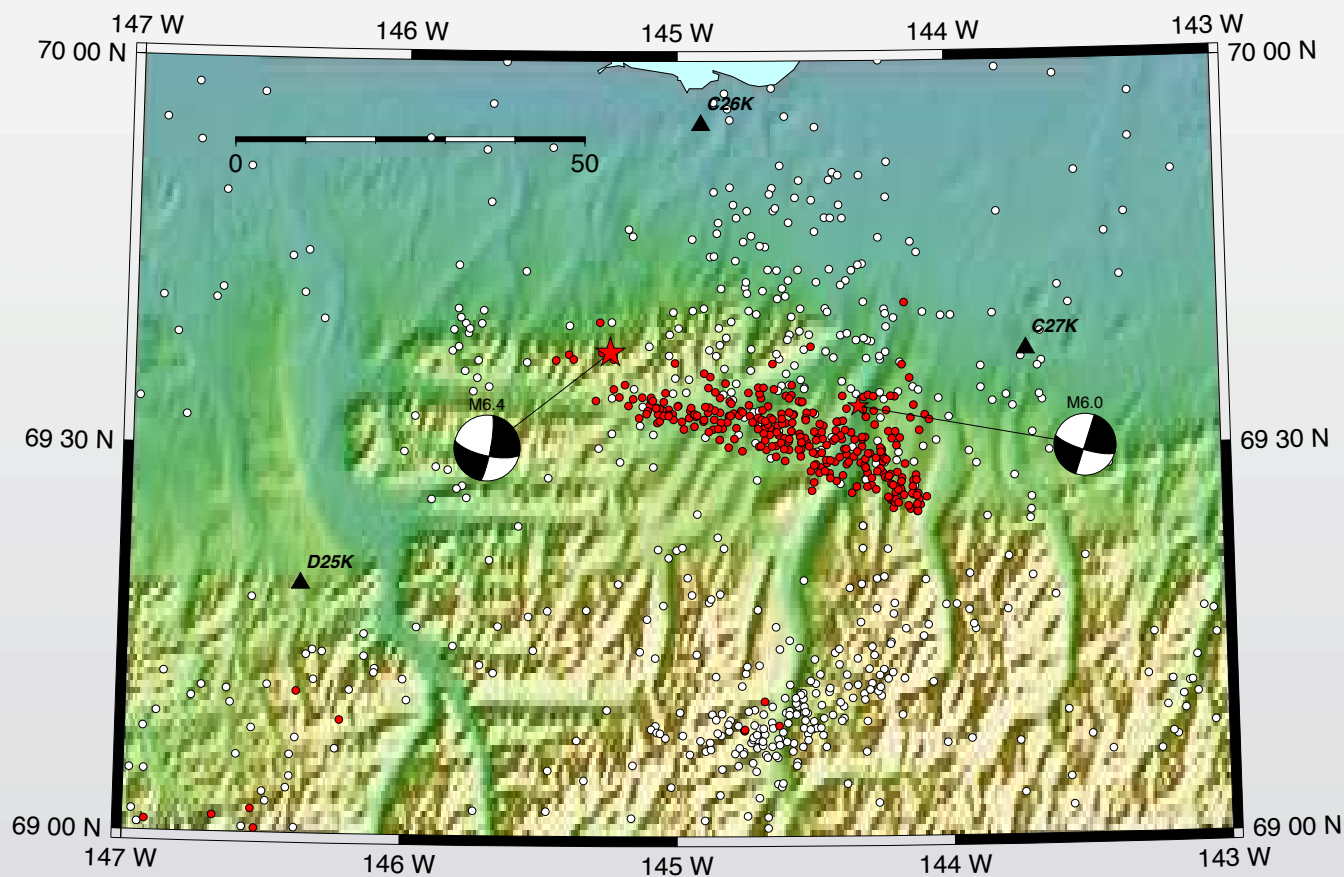 147 W 146 W 145 W 144 W 143 W
70 00 N 70 00 N
C26K
0 50
C27K
M6.4 M6.0
69 30 N 69 30 N
D25K
69 00 N 69 00 N
147 W 146 W 145 W 144 W 143 W